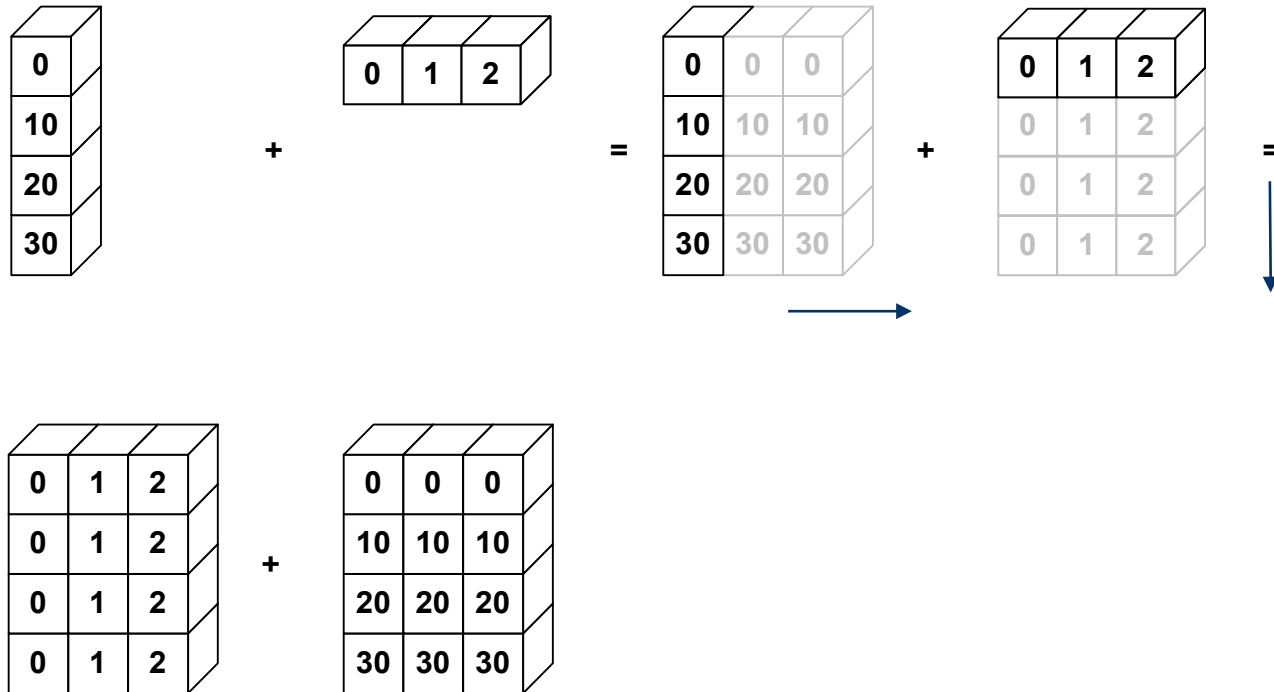 0 0 1 2 0 0 0 0 1 2
10 10 10 10 0 1 2
+ = + =
20 20 20 20 0 1 2
30 30 30 30 0 1 2
0 1 2 0 0 0
0 1 2 10 10 10
+
0 1 2 20 20 20
0 1 2 30 30 30